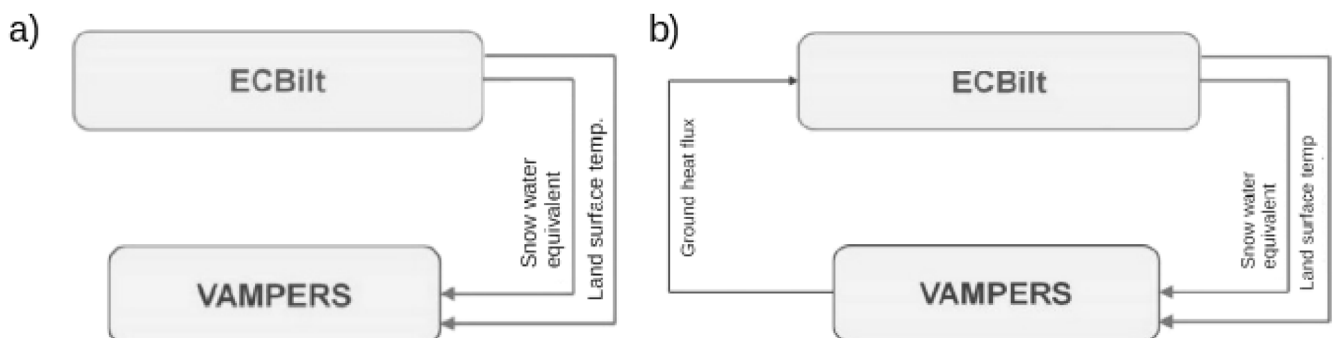 a)
ECBilt
Snow water
equivalent
Land surface temp.
VAMPERS
b)
ECBilt
Ground heat flux
Snow water
equivalent
Land surface temp
VAMPERS